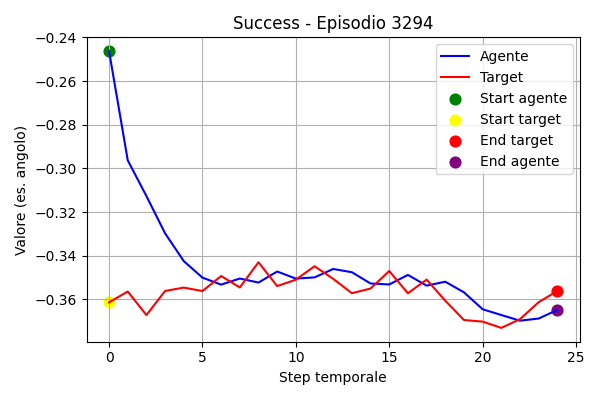 Success - Episodio 3294
Valore (es. angolo)
−0.24
−0.26
−0.28
−0.30
−0.32
−0.34
−0.36
Agente
Target
Start agente
Start target
End target
End agente
0
5
10
15
20
25
Step temporale